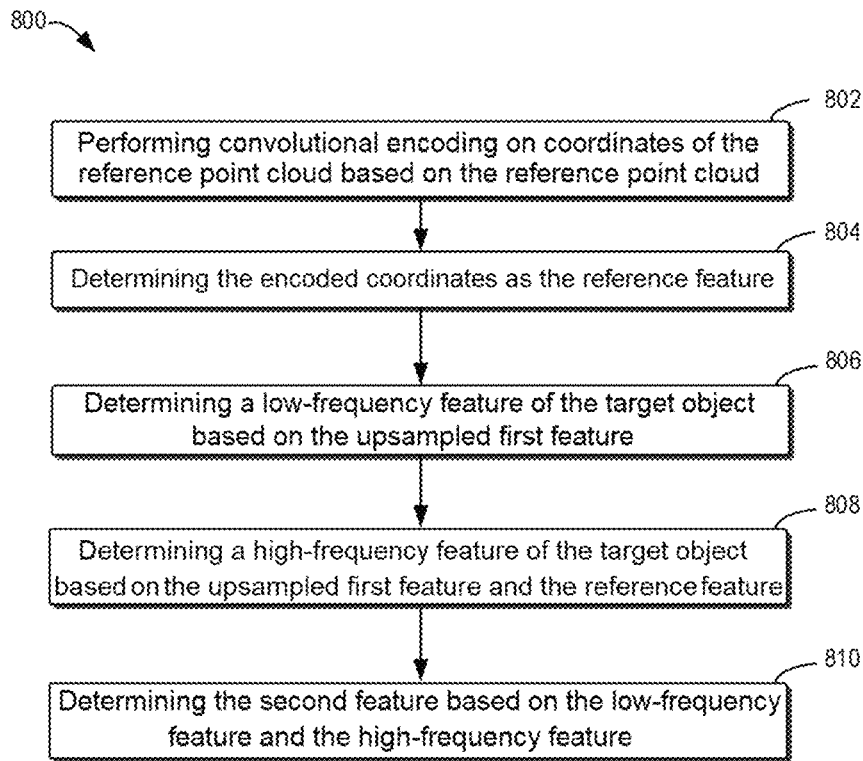 800
802
Performing convolutional encoding on coordinates of the
reference point cloud based on the reference point cloud
804
Determining the encoded coordinates as the reference feature
806
Determining a low-frequency feature of the target object
based on the upsampled first feature
808
Determining a high-frequency feature of the target object
based on the upsampled first feature and the reference feature
810
Determining the second feature based on the low-frequency
feature and the high-frequency feature